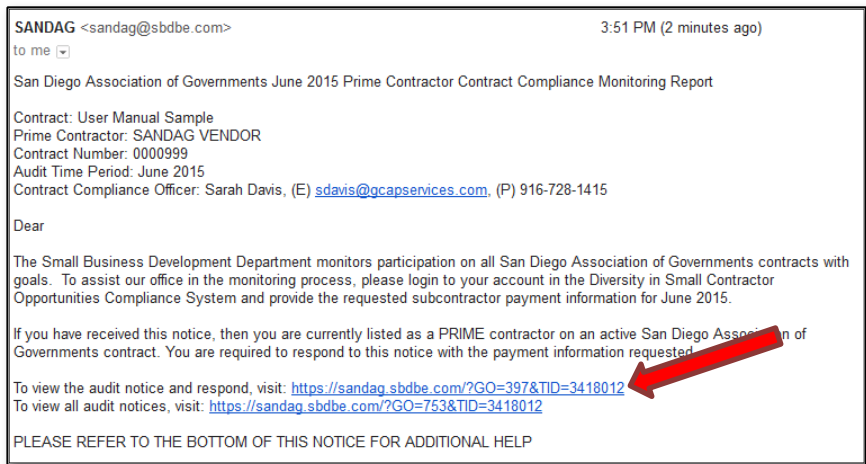 SANDAG <sandag@sbdbe.com> 3:51 PM (2 minutes ago)
to me
San Diego Association of Governments June 2015 Prime Contractor Contract Compliance Monitoring Report
Contract: User Manual Sample
Prime Contractor: SANDAG VENDOR
Contract Number: 0000999
Audit Time Period: June 2015
Contract Compliance Officer: Sarah Davis, (E) sdavis@gcapservices.com, (P) 916-728-1415
Dear
The Small Business Development Department monitors participation on all San Diego Association of Governments contracts with
goals. To assist our office in the monitoring process, please login to your account in the Diversity in Small Contractor
Opportunities Compliance System and provide the requested subcontractor payment information for June 2015.
If you have received this notice, then you are currently listed as a PRIME contractor on an active San Diego Association of
Governments contract. You are required to respond to this notice with the payment information requested
To view the audit notice and respond, visit: https://sandag.sbdbe.com/?GO=397&TID=3418012
To view all audit notices, visit: https://sandag.sbdbe.com/?GO=753&TID=3418012
PLEASE REFER TO THE BOTTOM OF THIS NOTICE FOR ADDITIONAL HELP